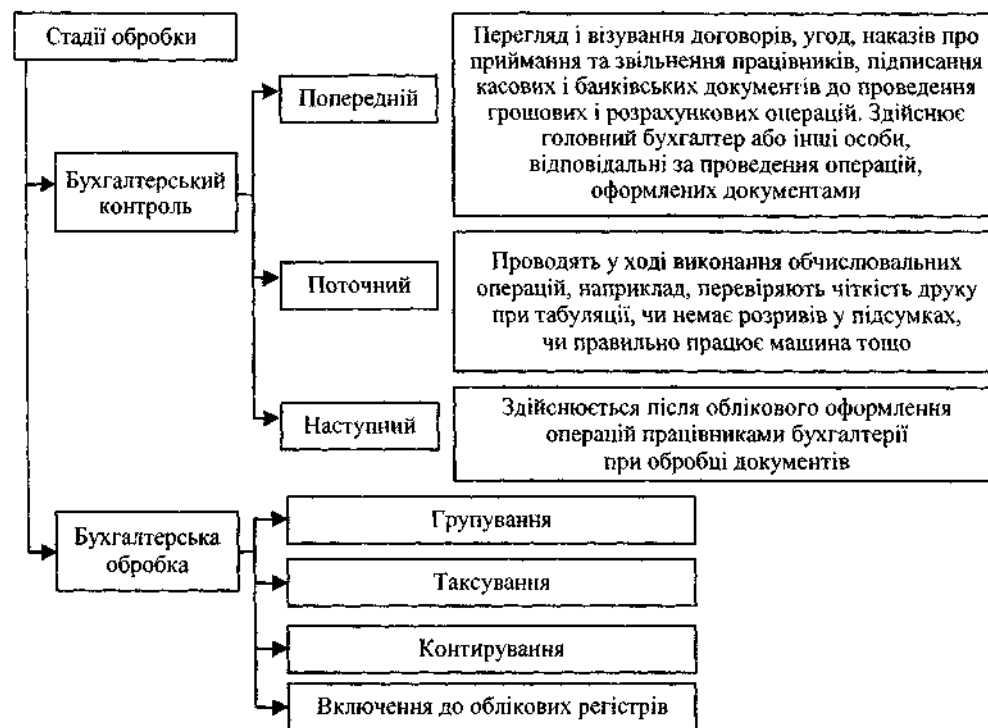 Стадії обробки
Бухгалтерський
контроль
Попередній
Перегляд і візування договорів, угод, наказів про
приймання та звільнення працівників, підписання
касових і банківських документів до проведення
грошових і розрахункових операцій. Здійснює
головний бухгалтер або інші особи,
відповідальні за проведення операцій,
оформлених документами
Поточний
Проводять у ході виконання обчислювальних
операцій, наприклад, перевіряють чіткість друку
при табуляції, чи немає розривів у підсумках,
чи правильно працює машина тощо
Наступний
Здійснюється після облікового оформлення
операцій працівниками бухгалтерії
при обробці документів
Бухгалтерська
обробка
Групування
Таксування
Контирування
Включення до облікових регістрів